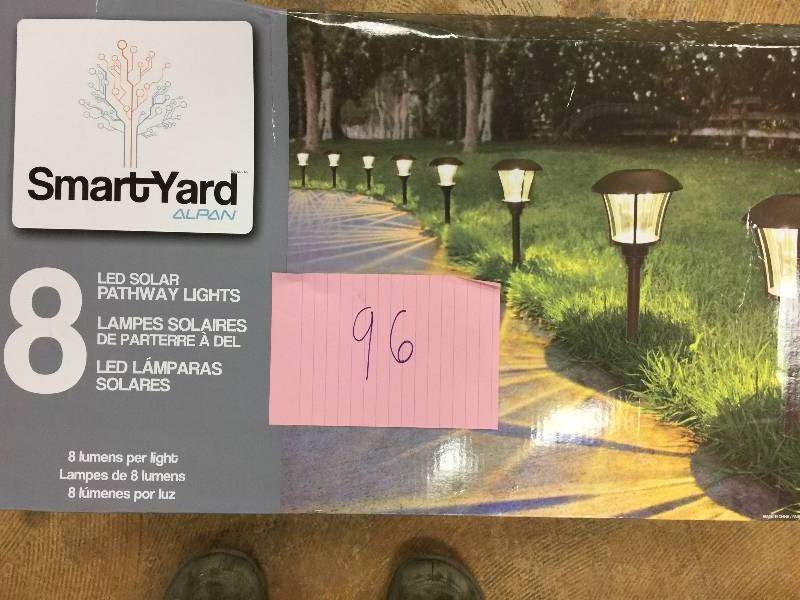 SmartYard
ALPAN
8
LED SOLAR
PATHWAY LIGHTS
LAMPES SOLAIRES
DE PARTERRE À DEL
LED LÁMPARAS
SOLARES
8 lumens per light
Lampes de 8 lumens
8 lúmenes por luz
96